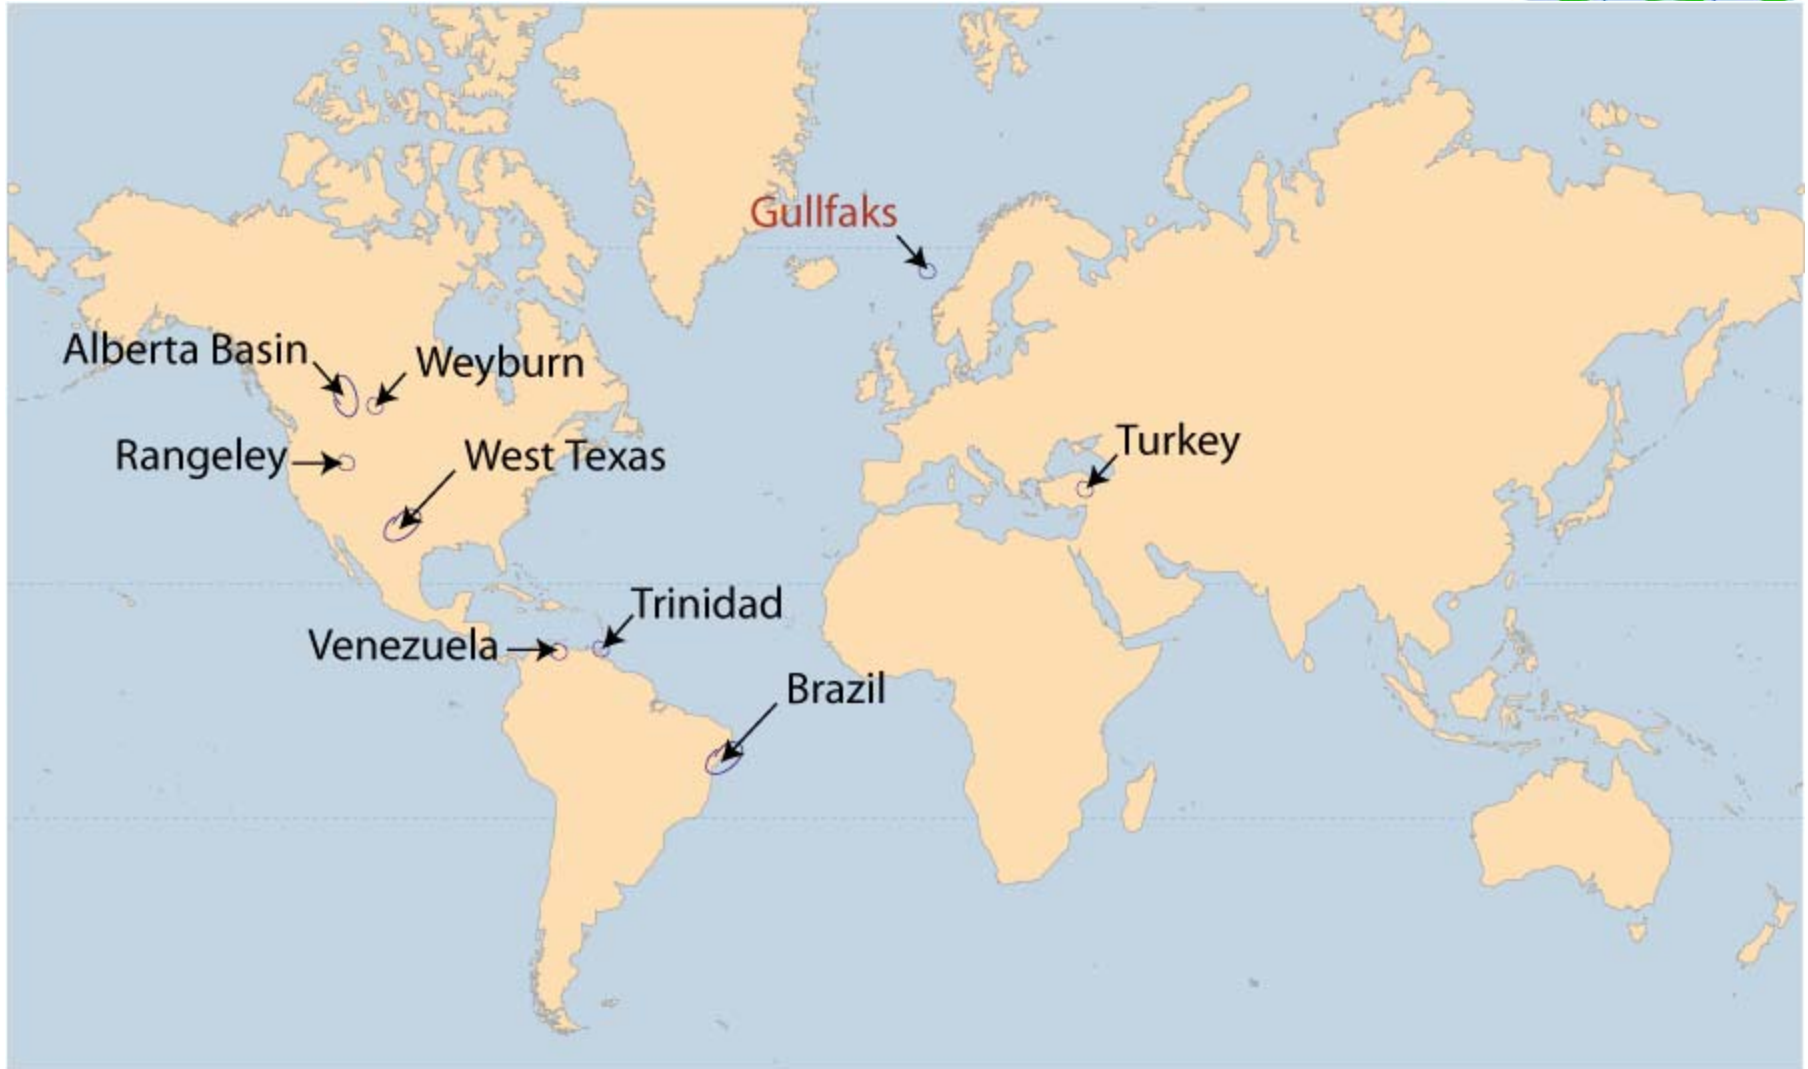 Gullfaks
Alberta Basin
Weyburn
Turkey
Rangeley
West Texas
Trinidad
Venezuela
Brazil